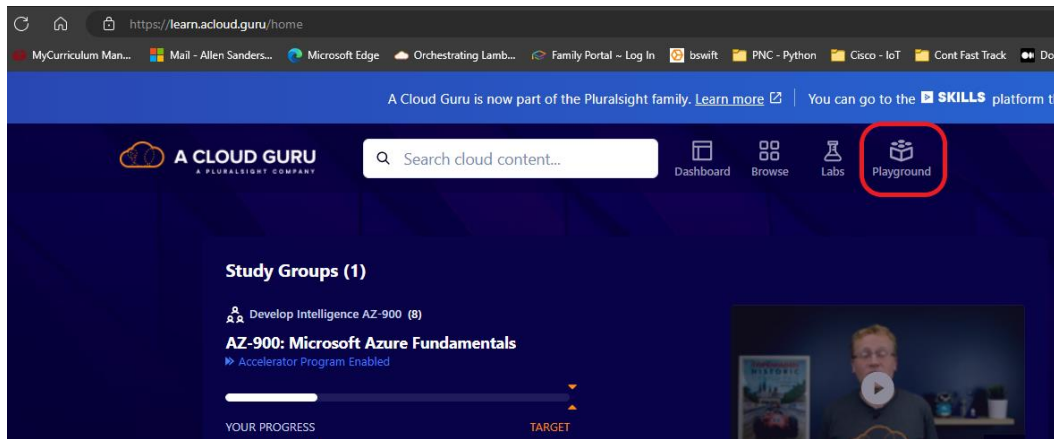 https://learn.acloud.guru/home
MyCurriculum Man... Mail - Allen Sanders... Microsoft Edge Orchestrating Lamb... Family Portal ~ Log In bswift PNC - Python Cisco - IoT Cont Fast Track Do
A Cloud Guru is now part of the Pluralsight family. Learn more You can go to the SKILLS platform t
A CLOUD GURU
A PLURALSIGHT COMPANY
Search cloud content...
Dashboard Browse Labs Playground
Study Groups (1)
Develop Intelligence AZ-900 (8)
AZ-900: Microsoft Azure Fundamentals
Accelerator Program Enabled
YOUR PROGRESS TARGET